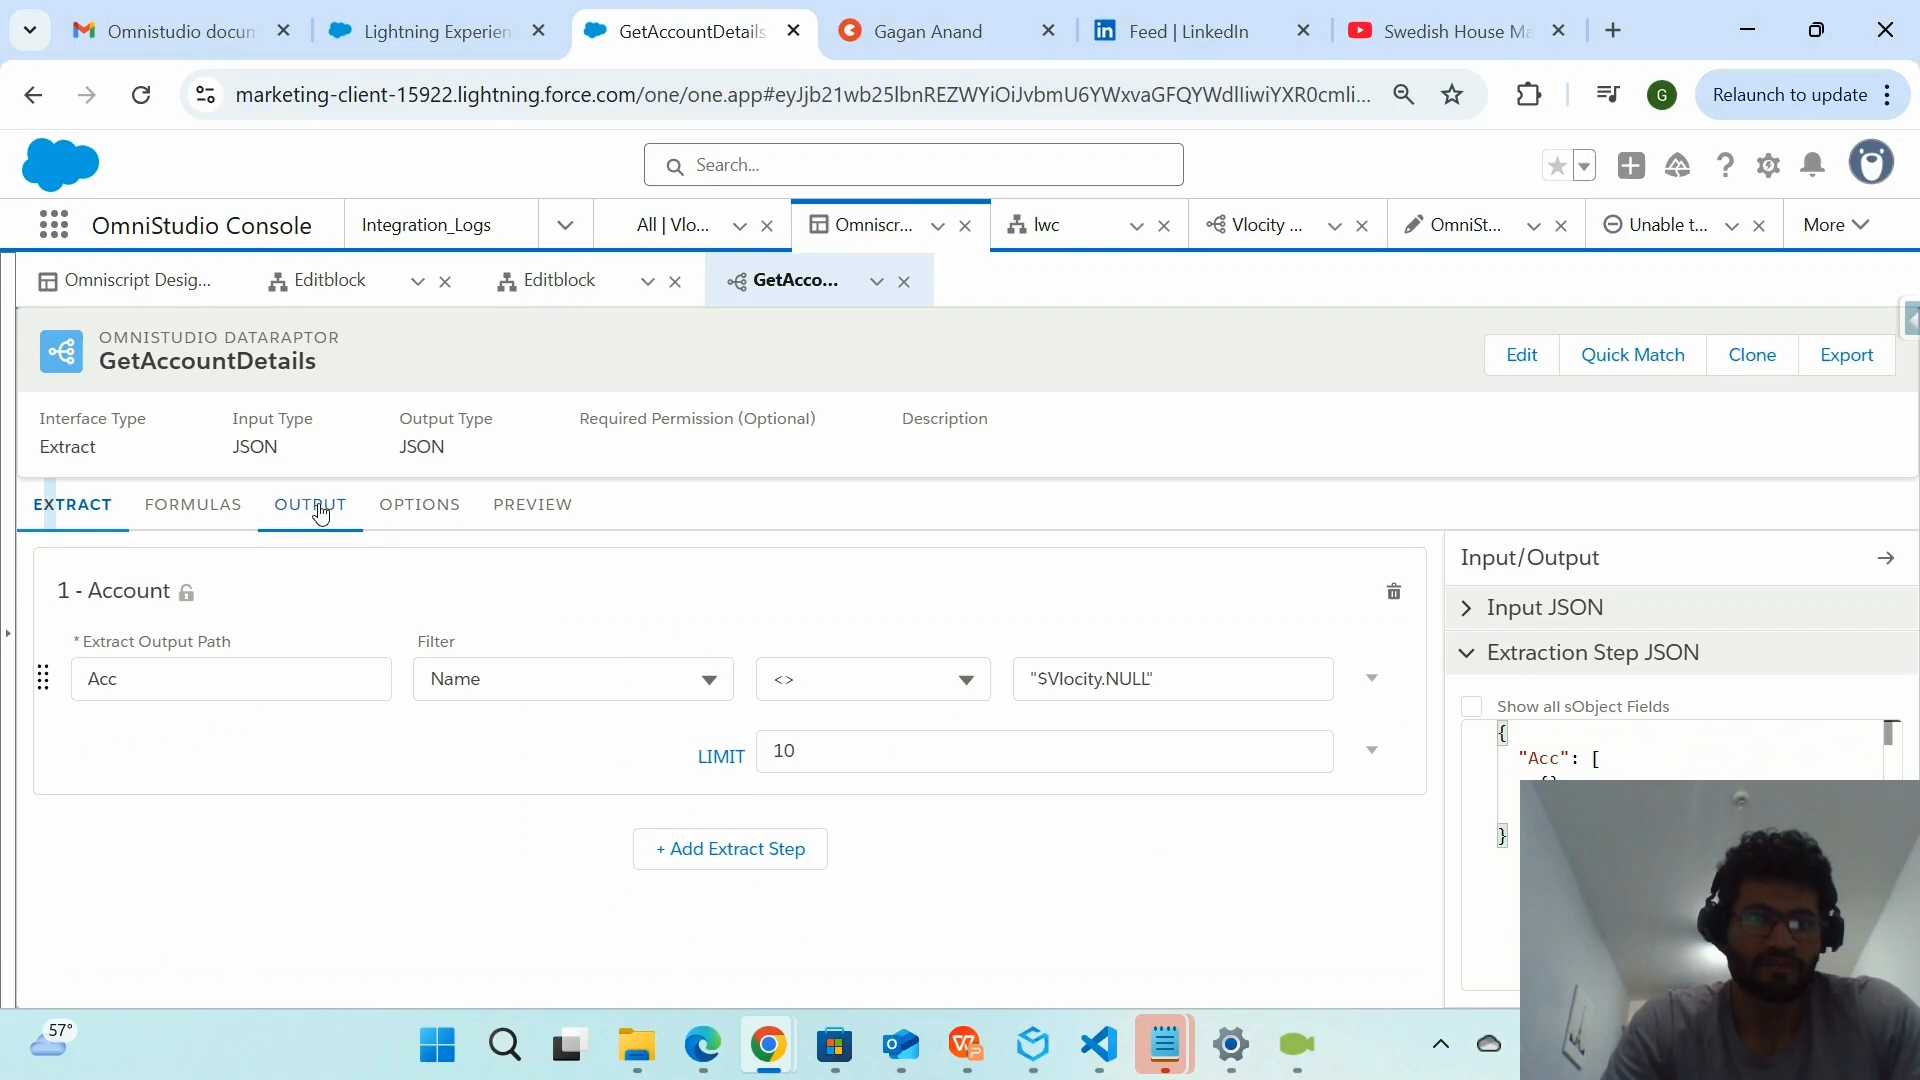 Omnistudio docum
Lightning Experien
GetAccountDetails
Gagan Anand
Feed | LinkedIn
Swedish House Ma
marketing-client-15922.lightning.force.com/one/one.app#eyJjb21wb25lbnREZWYiOiJvbmU6YWxvaGFQYWdlIiwiYXR0cmli...
G
Relaunch to update
Search...
OmniStudio Console
Integration_Logs
All | Vlo...
Omniscr...
lwc
Vlocity ...
OmniSt...
Unable t...
More
Omniscript Desig...
Editblock
Editblock
GetAcco...
OMNISTUDIO DATARAPTOR
GetAccountDetails
Edit
Quick Match
Clone
Export
Interface Type
Input Type
Output Type
Required Permission (Optional)
Description
Extract
JSON
JSON
EXTRACT
FORMULAS
OUTPUT
OPTIONS
PREVIEW
Input/Output
1 - Account
Input JSON
* Extract Output Path
Filter
Extraction Step JSON
Acc
Name
<>
"$Vlocity.NULL"
Show all sObject Fields
{
"Acc": [
LIMIT
10
}
+ Add Extract Step
57°